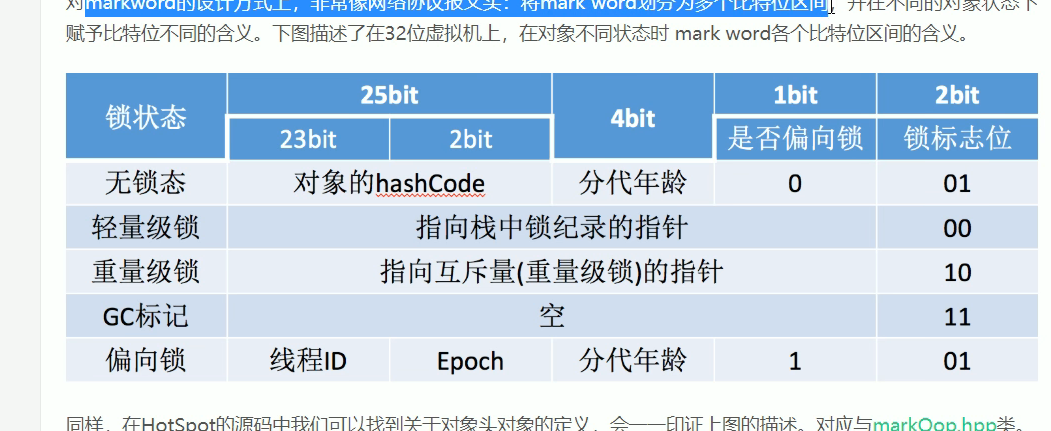 对markword的设计方式上，非常像网络协议报文头：将mark word划分为多个比特位区间，并在不同的对象状态下
赋予比特位不同的含义。下图描述了在32位虚拟机上，在对象不同状态时 mark word各个比特位区间的含义。
锁状态 25bit 4bit 1bit 2bit
23bit 2bit 是否偏向锁 锁标志位
无锁态 对象的hashCode 分代年龄 0 01
轻量级锁 指向栈中锁纪录的指针 00
重量级锁 指向互斥量(重量级锁)的指针 10
GC标记 空 11
偏向锁 线程ID Epoch 分代年龄 1 01
同样，在HotSpot的源码中我们可以找到关于对象头对象的定义，会一一印证上图的描述。对应与markOop.hpp类。